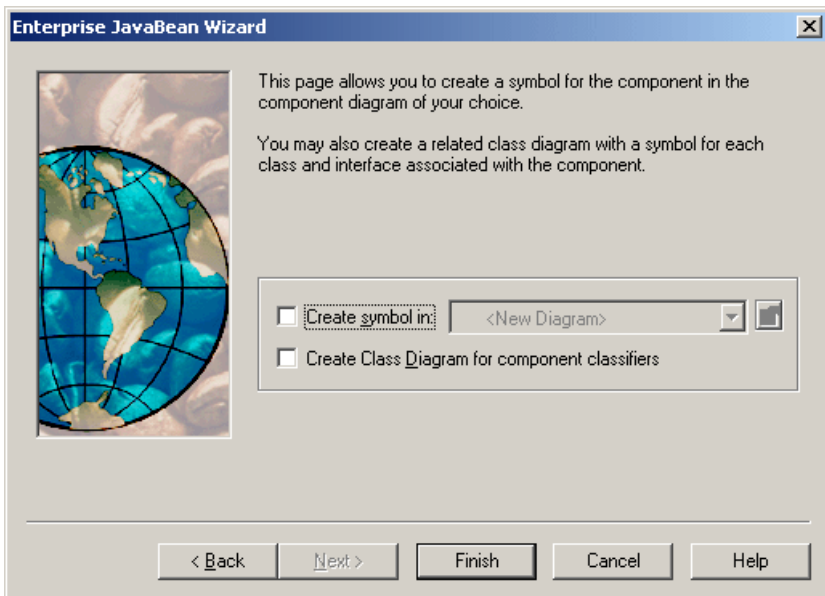 Enterprise JavaBean Wizard
This page allows you to create a symbol for the component in the
component diagram of your choice.
You may also create a related class diagram with a symbol for each
class and interface associated with the component.
Create symbol in: <New Diagram>
Create Class Diagram for component classifiers
< Back Next > Finish Cancel Help